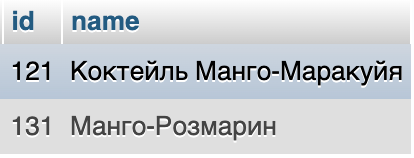 id name
121 Коктейль Манго-Маракуйя
131 Манго-Розмарин